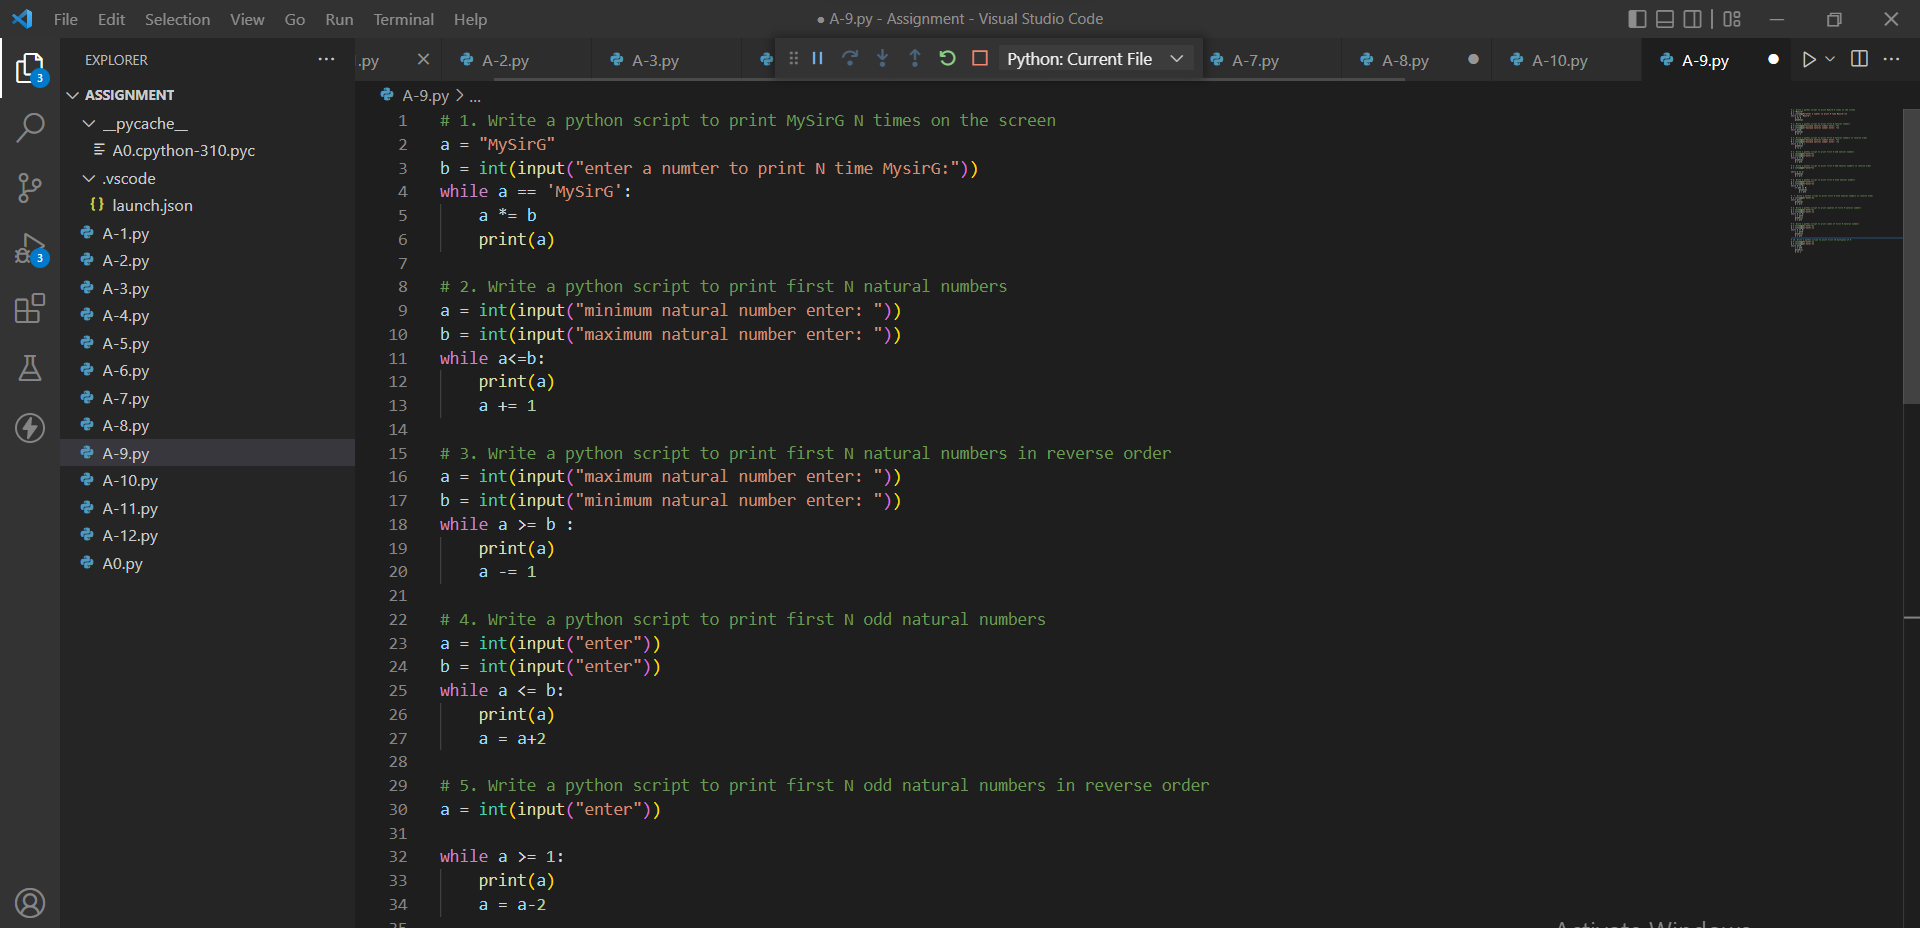 File Edit Selection View Go Run Terminal Help
● A-9.py - Assignment - Visual Studio Code
EXPLORER ...
.py A-2.py A-3.py Python: Current File A-7.py A-8.py A-10.py A-9.py
ASSIGNMENT
A-9.py > ...
__pycache__
A0.cpython-310.pyc
.vscode
{} launch.json
A-1.py
A-2.py
A-3.py
A-4.py
A-5.py
A-6.py
A-7.py
A-8.py
A-9.py
A-10.py
A-11.py
A-12.py
A0.py
3
3
1 # 1. Write a python script to print MySirG N times on the screen
2 a = "MySirG"
3 b = int(input("enter a numter to print N time MysirG:"))
4 while a == 'MySirG':
5     a *= b
6     print(a)
7
8 # 2. Write a python script to print first N natural numbers
9 a = int(input("minimum natural number enter: "))
10 b = int(input("maximum natural number enter: "))
11 while a<=b:
12     print(a)
13     a += 1
14
15 # 3. Write a python script to print first N natural numbers in reverse order
16 a = int(input("maximum natural number enter: "))
17 b = int(input("minimum natural number enter: "))
18 while a >= b :
19     print(a)
20     a -= 1
21
22 # 4. Write a python script to print first N odd natural numbers
23 a = int(input("enter"))
24 b = int(input("enter"))
25 while a <= b:
26     print(a)
27     a = a+2
28
29 # 5. Write a python script to print first N odd natural numbers in reverse order
30 a = int(input("enter"))
31
32 while a >= 1:
33     print(a)
34     a = a-2
35
Activate Windows